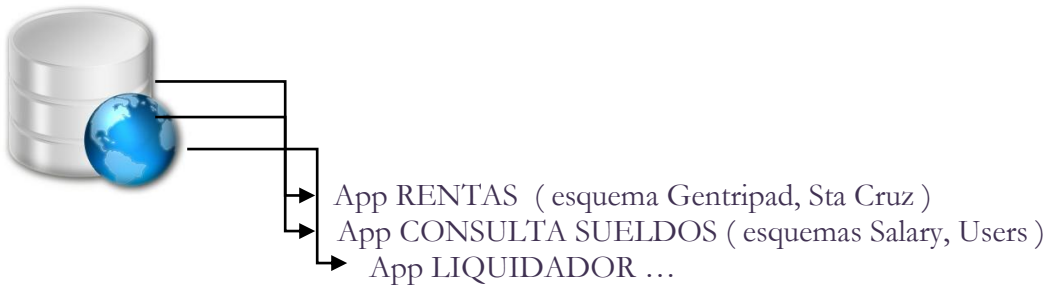 App RENTAS ( esquema Gentripad, Sta Cruz )
App CONSULTA SUELDOS ( esquemas Salary, Users )
App LIQUIDADOR …